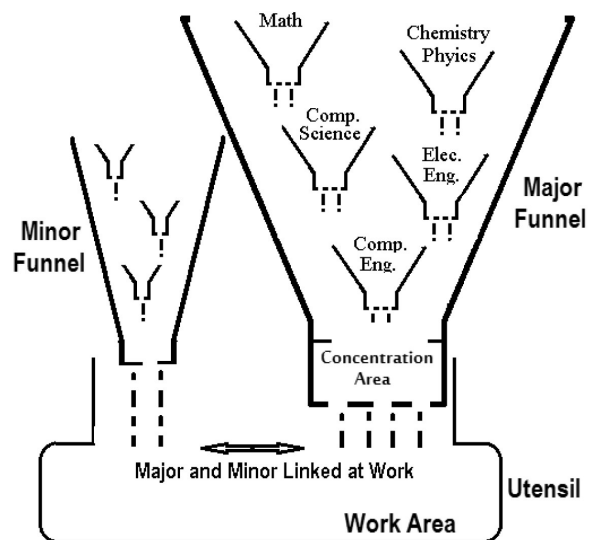 Math
Chemistry
Phyics
Comp.
Science
Elec.
Eng.
Major
Funnel
Minor
Funnel
Comp.
Eng.
Concentration
Area
Major and Minor Linked at Work
Utensil
Work Area